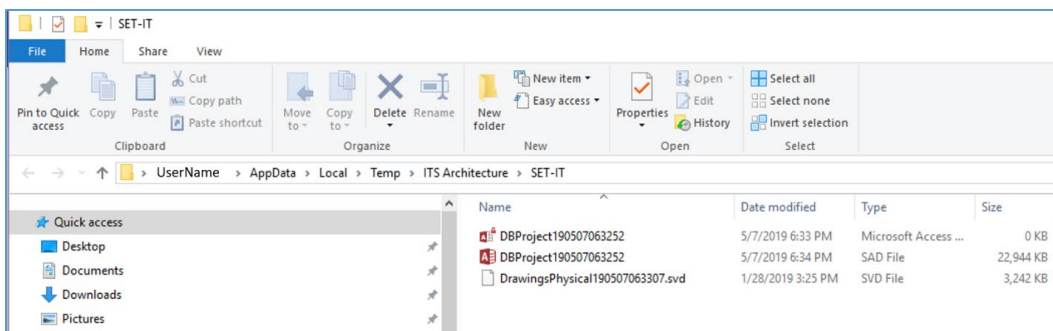 SET-IT
File Home Share View
Pin to Quick access
Copy
Paste
Cut
Copy path
Paste shortcut
Clipboard
Move to
Copy to
Delete
Rename
Organize
New folder
New item
Easy access
New
Properties
Open
Edit
History
Open
Select all
Select none
Invert selection
Select
UserName > AppData > Local > Temp > ITS Architecture > SET-IT
Quick access
Desktop
Documents
Downloads
Pictures
Name Date modified Type Size
DBProject190507063252 5/7/2019 6:33 PM Microsoft Access ... 0 KB
DBProject190507063252 5/7/2019 6:34 PM SAD File 22,944 KB
DrawingsPhysical190507063307.svd 1/28/2019 3:25 PM SVD File 3,242 KB